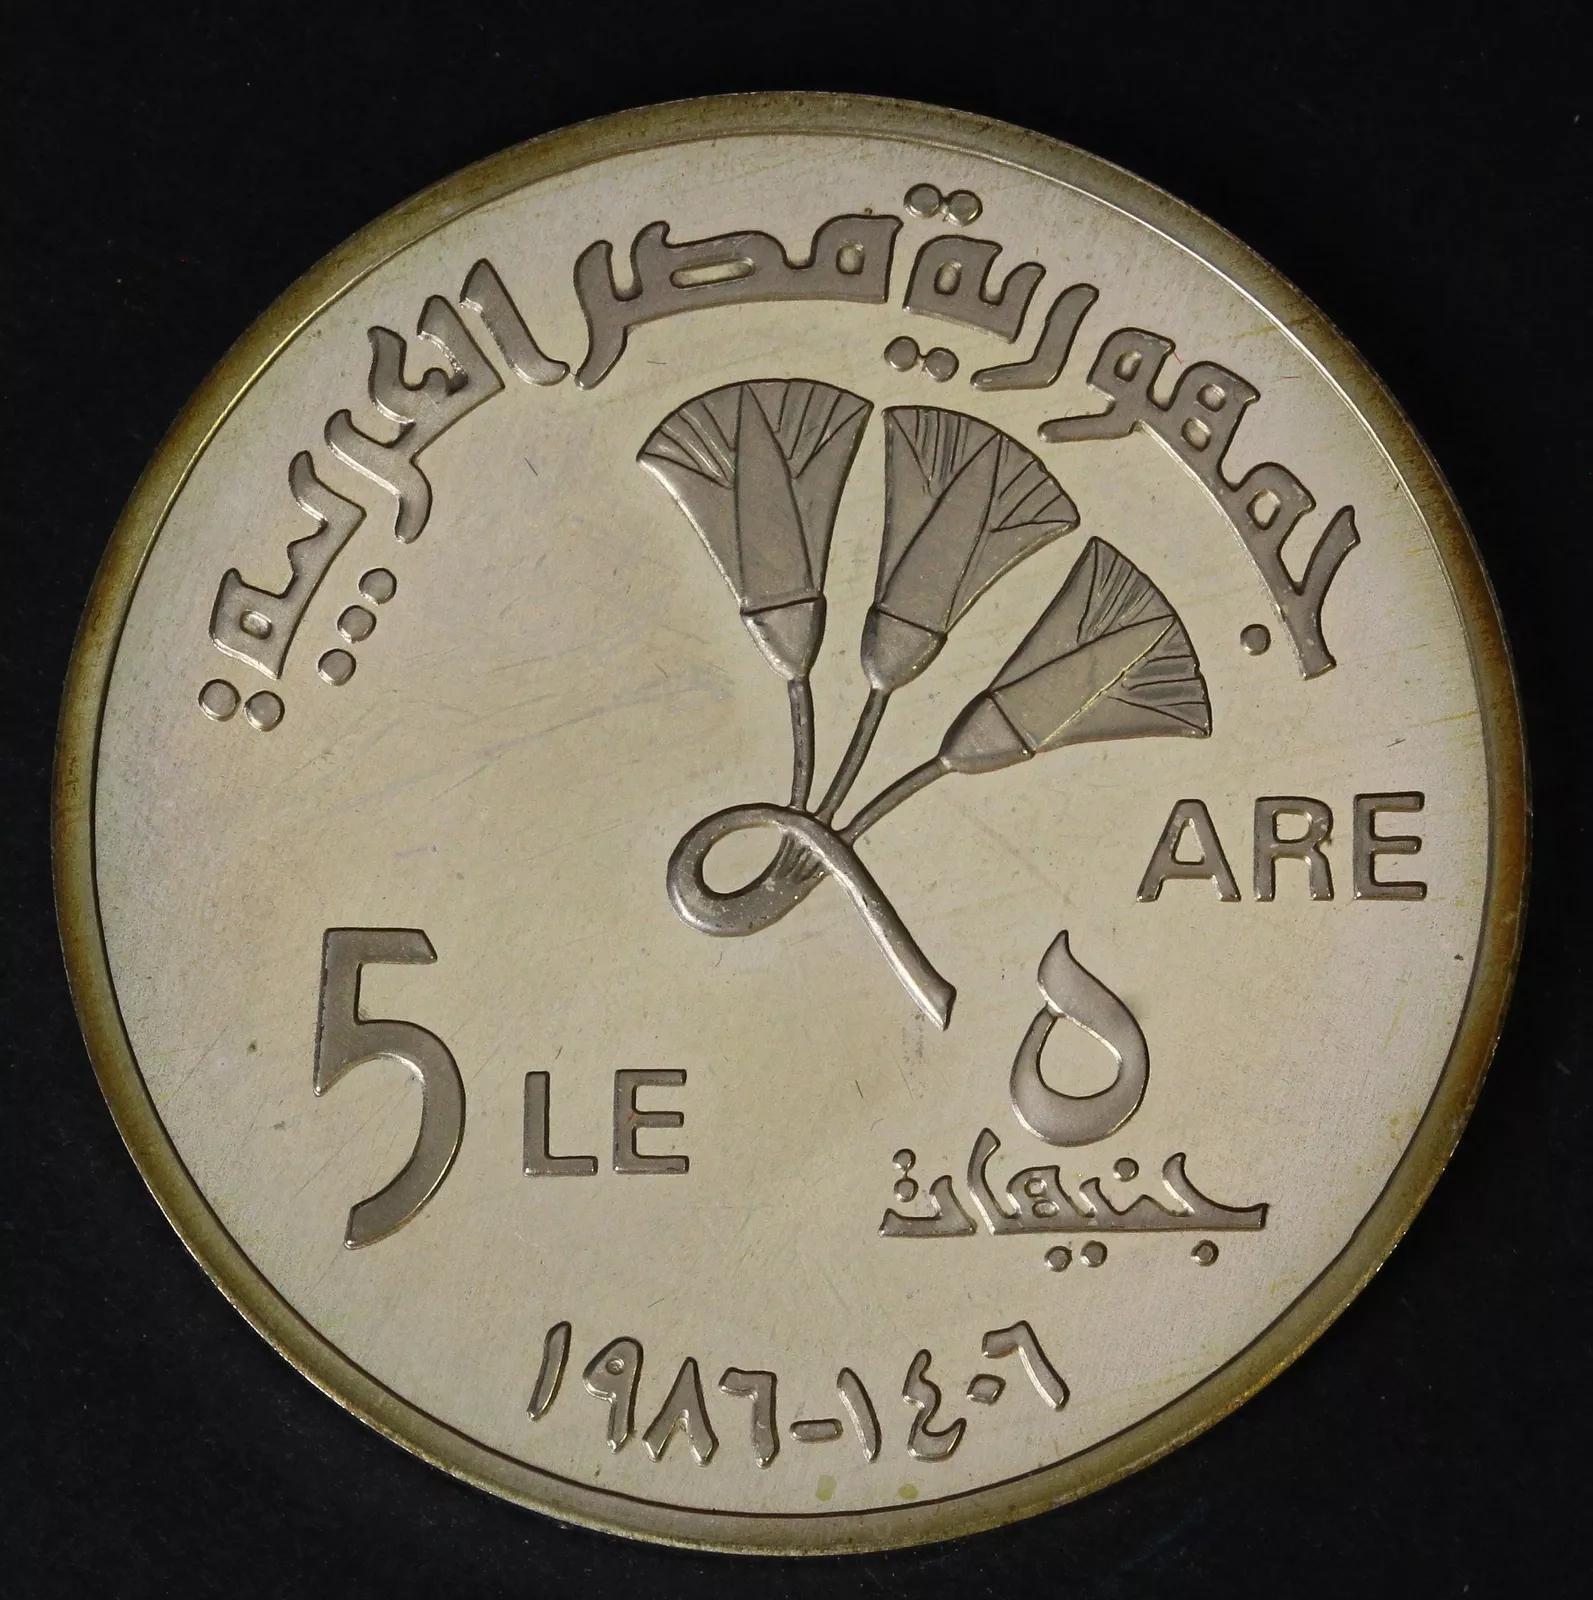 جمهورية مصر العربية
ARE
5 LE
٥
جنيهات
١٩٨٦-١٤٠٦